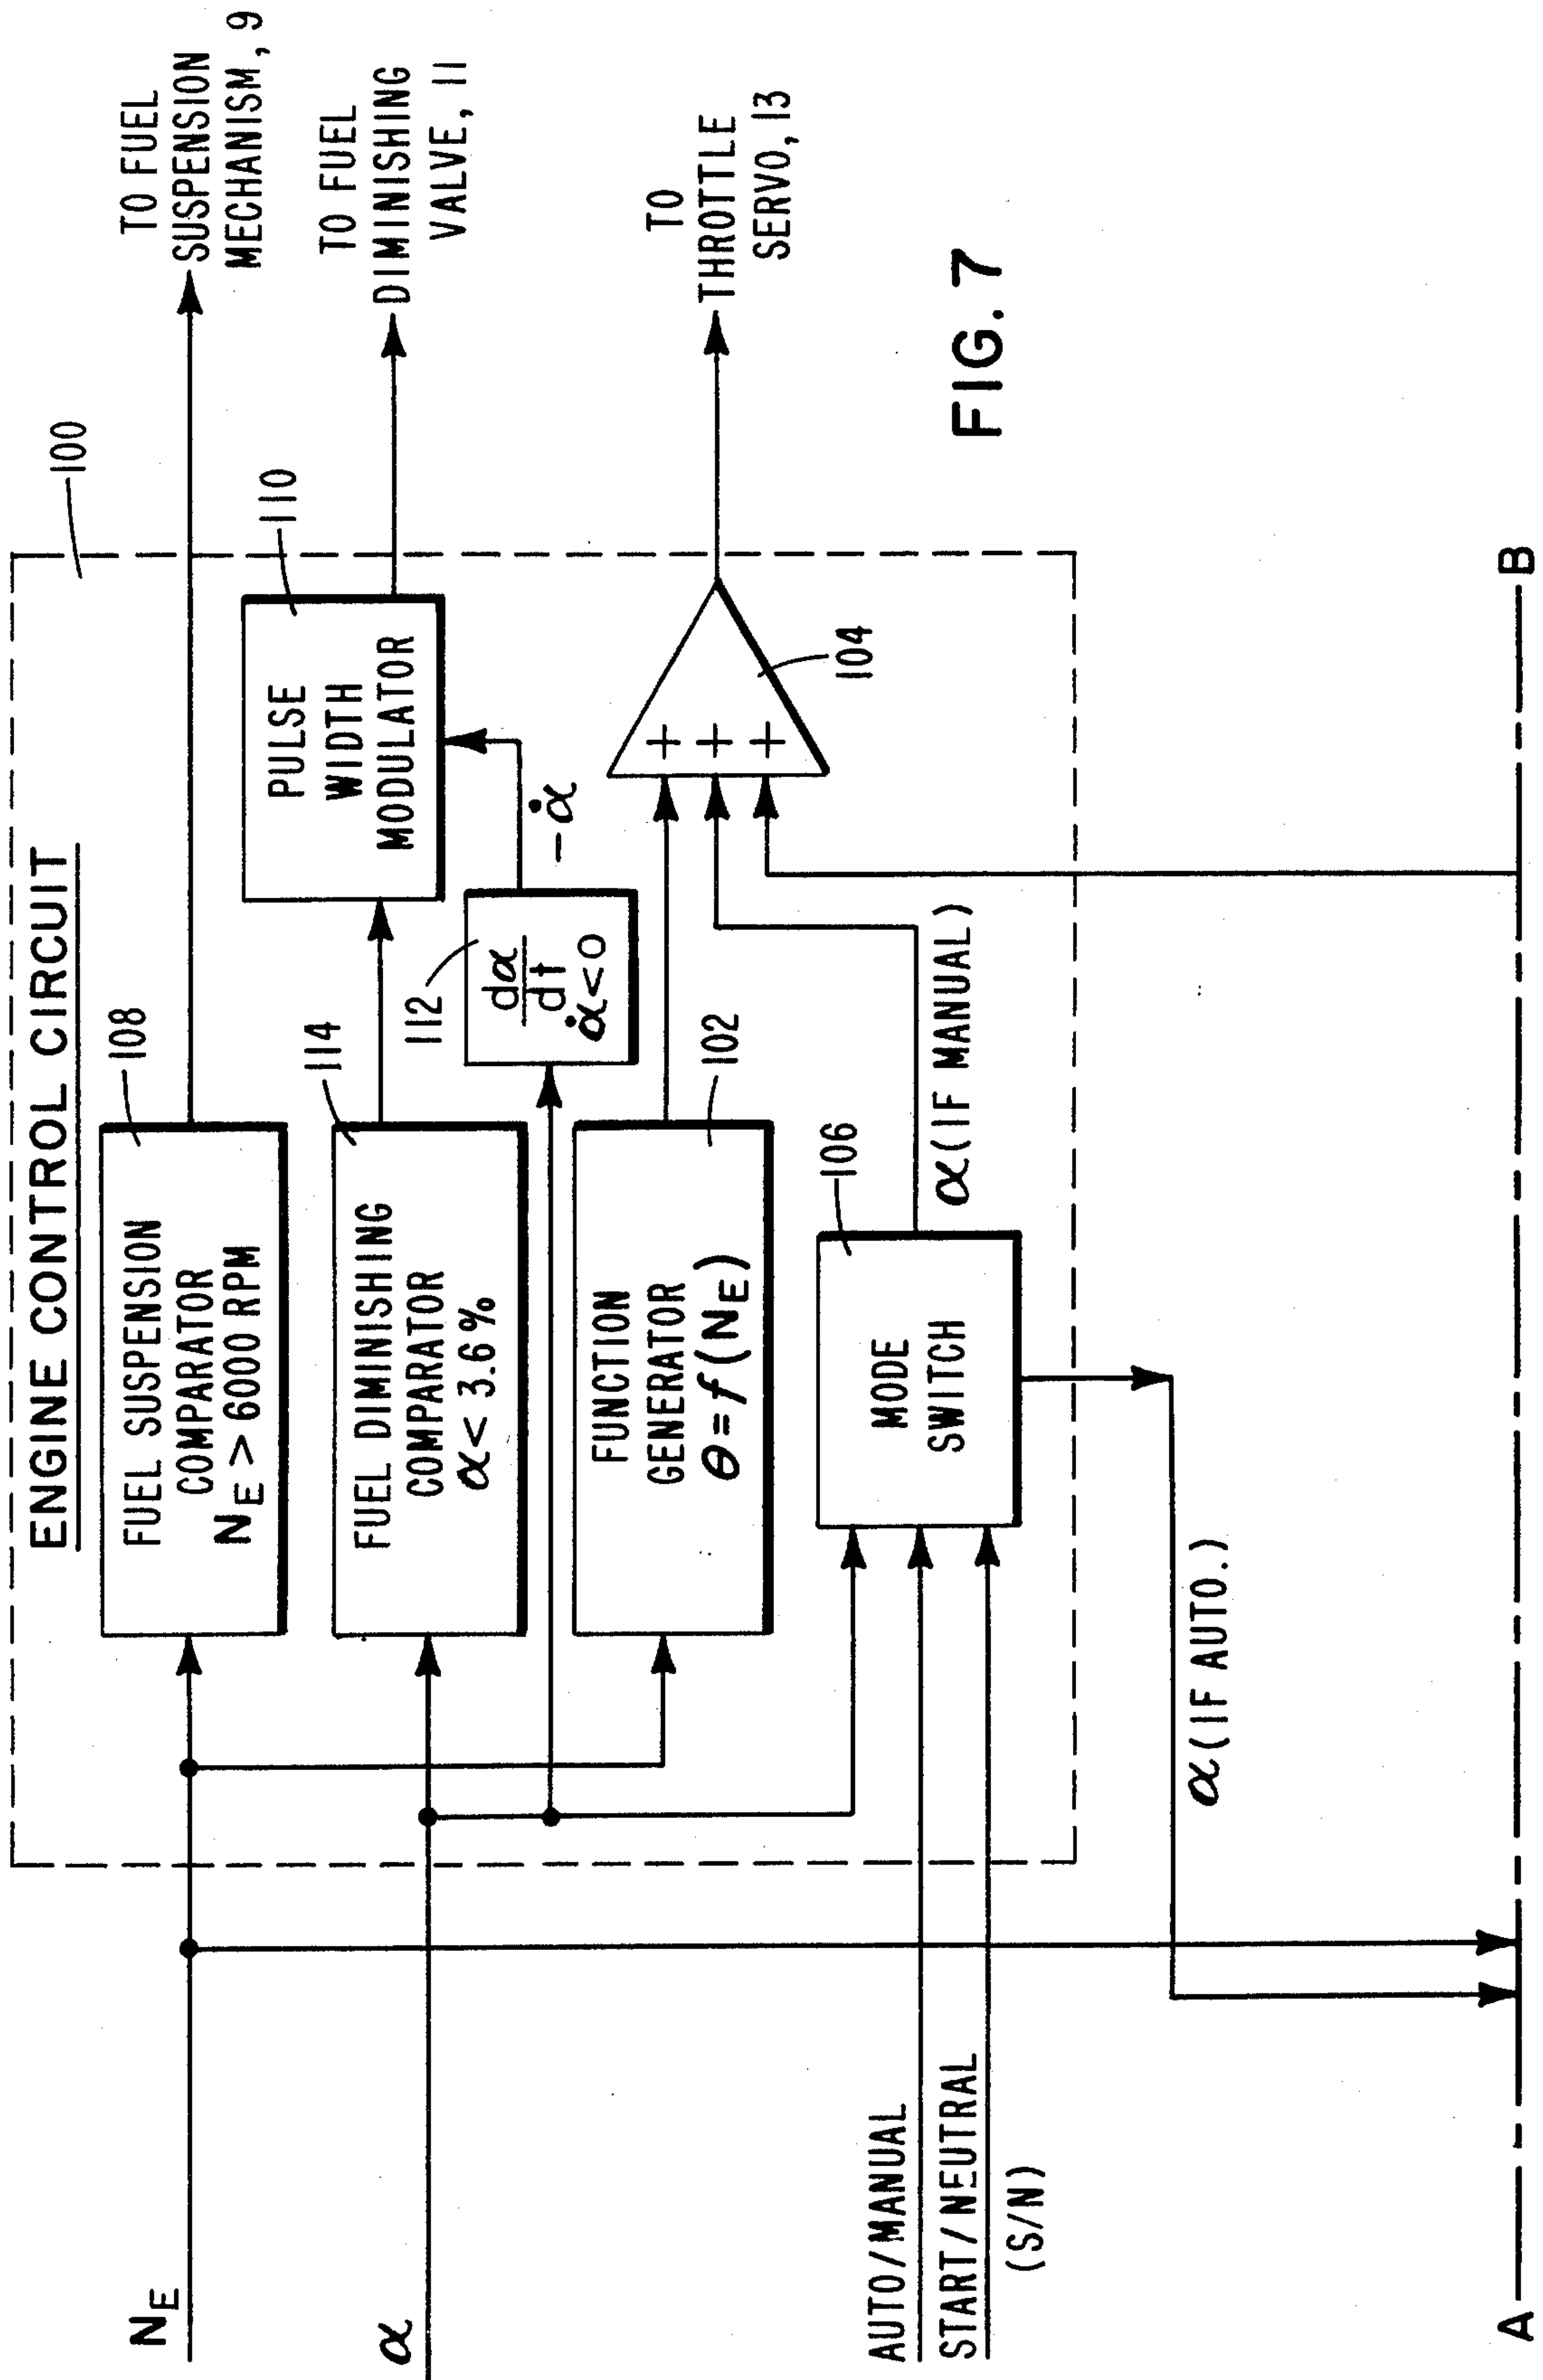 ENGINE CONTROL CIRCUIT
100
N_E
FUEL SUSPENSION
COMPARATOR
N_E > 6000 RPM
108
TO FUEL
SUSPENSION
MECHANISM, 9
α
FUEL DIMINISHING
COMPARATOR
α < 3.6 %
114
PULSE
WIDTH
MODULATOR
110
TO FUEL
DIMINISHING
VALVE, 11
112
dα
dt
α̇<0
-α̇
FUNCTION
GENERATOR
θ=f(N_E)
102
+
+
+
104
TO
THROTTLE
SERVO, 13
AUTO/MANUAL
START/NEUTRAL
(S/N)
MODE
SWITCH
106
α(IF MANUAL)
α(IF AUTO.)
FIG. 7
A
B